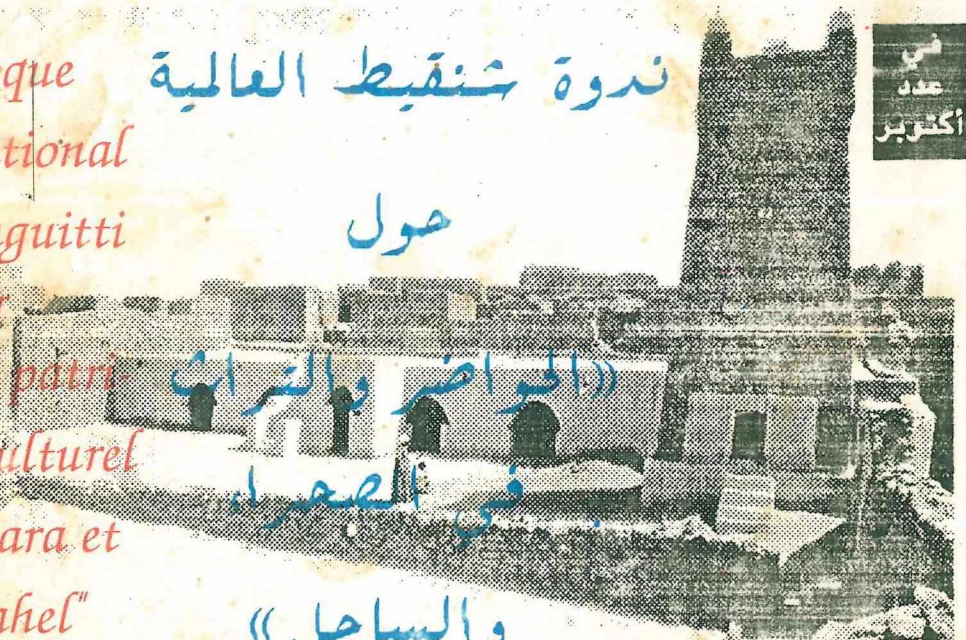 في
عدد
أكتوبر
ندوة شنقيط العالمية
حول
«الحواضر والتراث
في الصحراء
والساحل»
que
tional
guitti
r
patri-
ulturel
ara et
ahel"